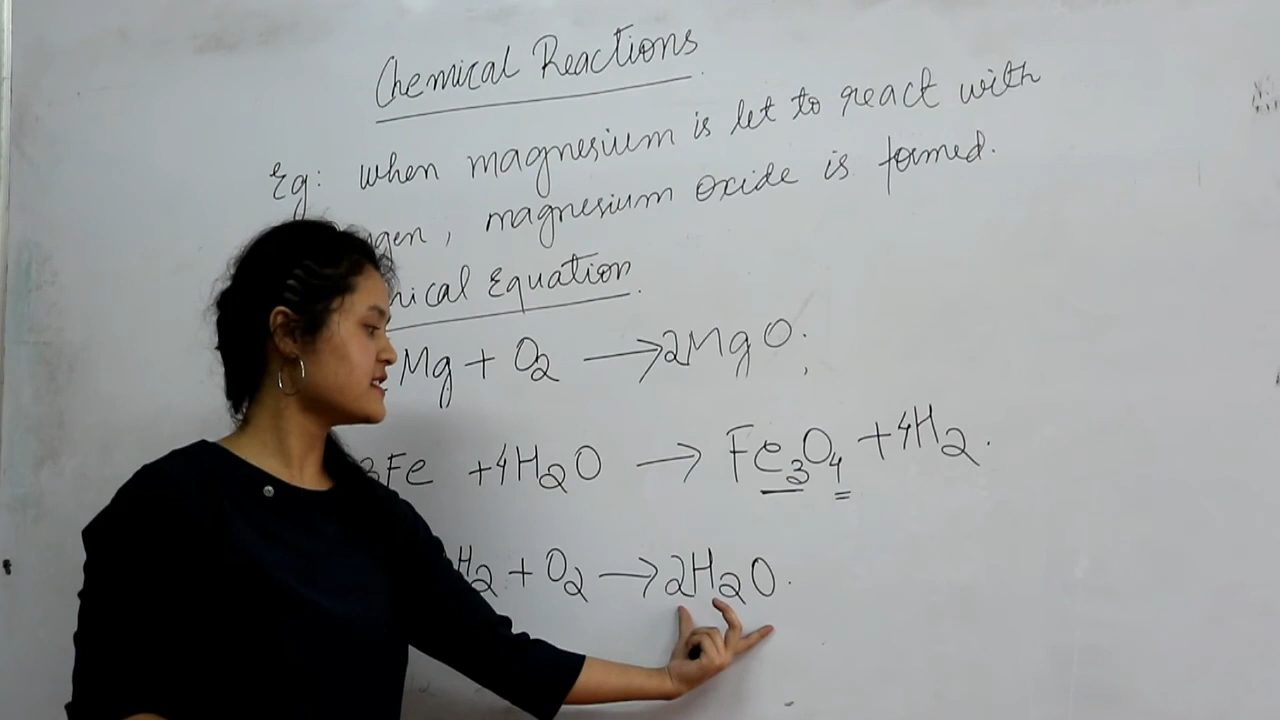 Chemical Reactions
Eg: when magnesium is let to react with
gen, magnesium oxide is formed.
nical Equation.
Mg + O2 → 2MgO.
3Fe + 4H2O → Fe3O4 + 4H2.
H2 + O2 → 2H2O.